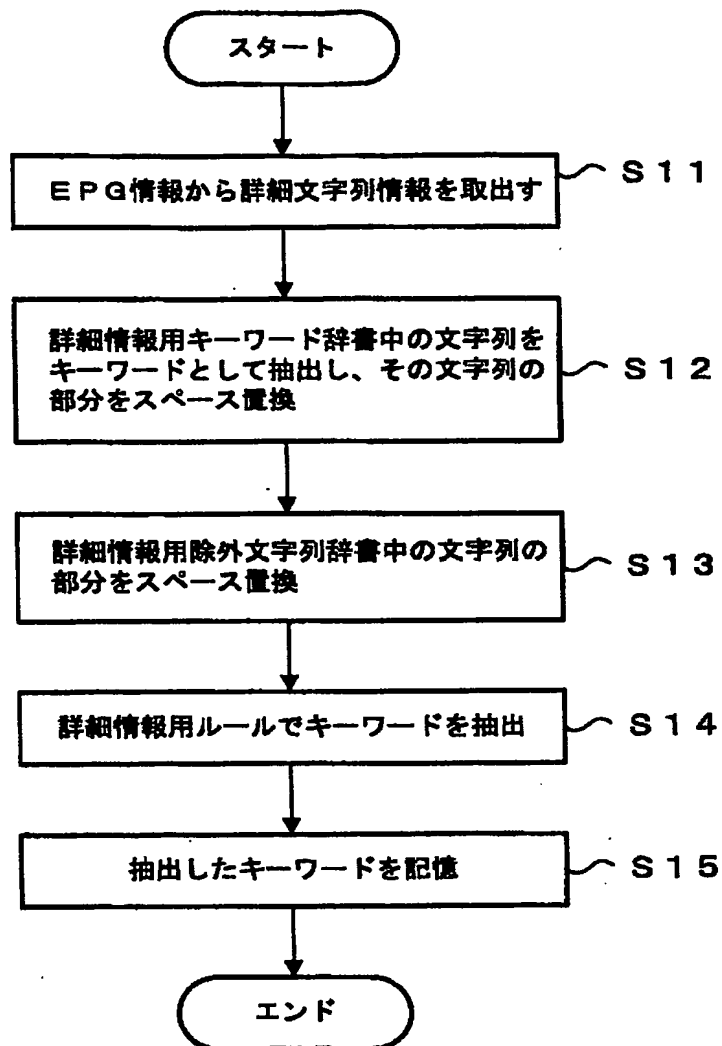 スタート
EPG情報から詳細文字列情報を取出す
S11
詳細情報用キーワード辞書中の文字列を
キーワードとして抽出し、その文字列の
部分をスペース置換
S12
詳細情報用除外文字列辞書中の文字列の
部分をスペース置換
S13
詳細情報用ルールでキーワードを抽出
S14
抽出したキーワードを記憶
S15
エンド